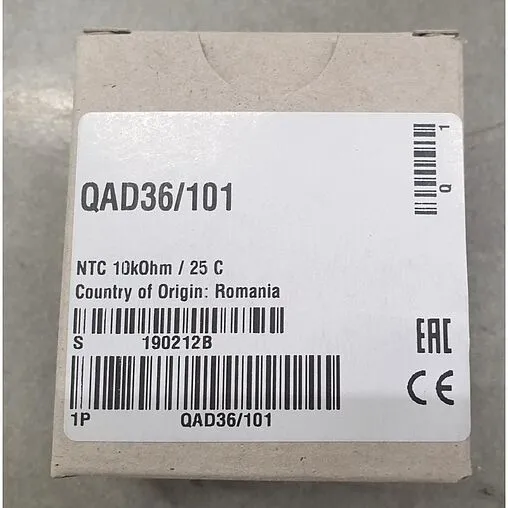 QAD36/101
Q 1
NTC 10kOhm / 25 C
Country of Origin: Romania
S 190212B
EAC
CE
1P QAD36/101